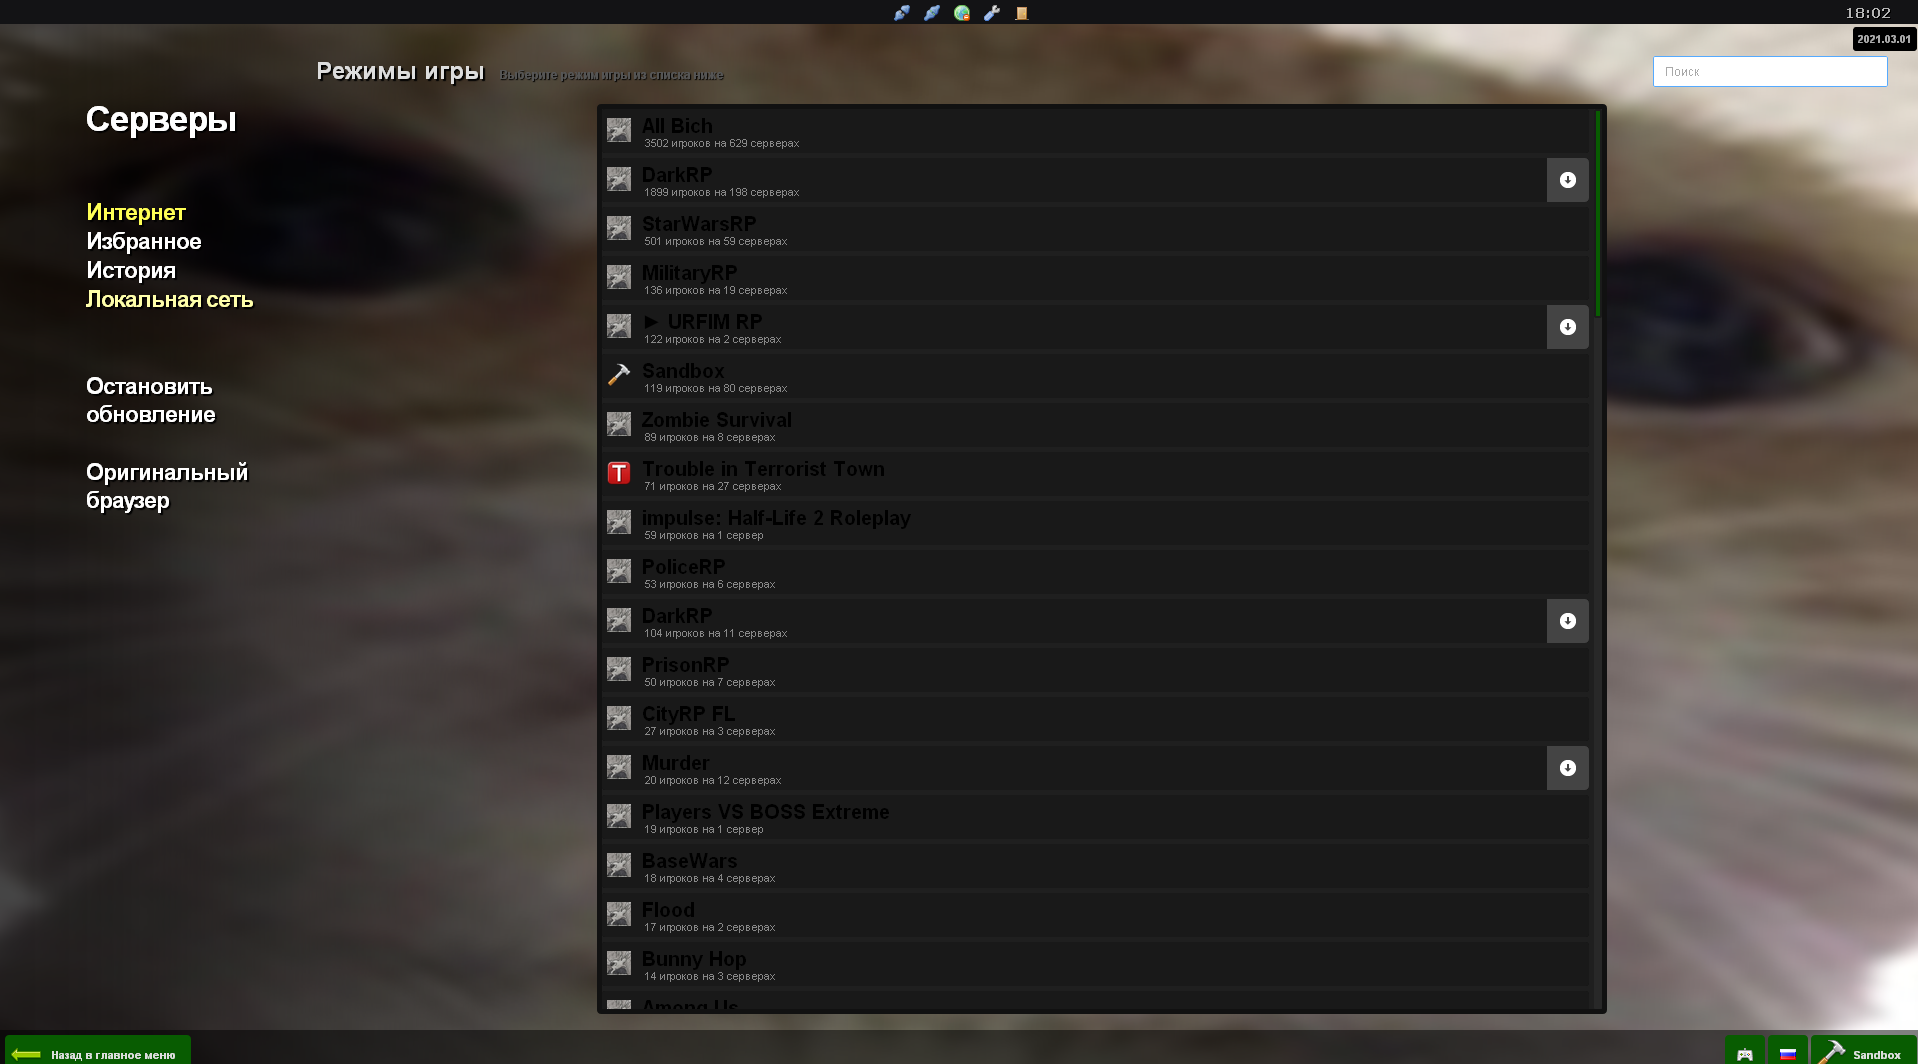 18:02
2021.03.01
Режимы игры Выберите режим игры из списка ниже
Поиск
Серверы
Интернет
Избранное
История
Локальная сеть
Остановить
обновление
Оригинальный
браузер
All Bich
3502 игроков на 629 серверах
DarkRP
1899 игроков на 198 серверах
StarWarsRP
501 игроков на 59 серверах
MilitaryRP
136 игроков на 19 серверах
► URFIM RP
122 игроков на 2 серверах
Sandbox
119 игроков на 80 серверах
Zombie Survival
89 игроков на 8 серверах
T
Trouble in Terrorist Town
71 игроков на 27 серверах
impulse: Half-Life 2 Roleplay
59 игроков на 1 сервер
PoliceRP
53 игроков на 6 серверах
DarkRP
104 игроков на 11 серверах
PrisonRP
50 игроков на 7 серверах
CityRP FL
27 игроков на 3 серверах
Murder
20 игроков на 12 серверах
Players VS BOSS Extreme
19 игроков на 1 сервер
BaseWars
18 игроков на 4 серверах
Flood
17 игроков на 2 серверах
Bunny Hop
14 игроков на 3 серверах
Among Us
Назад в главное меню
Sandbox